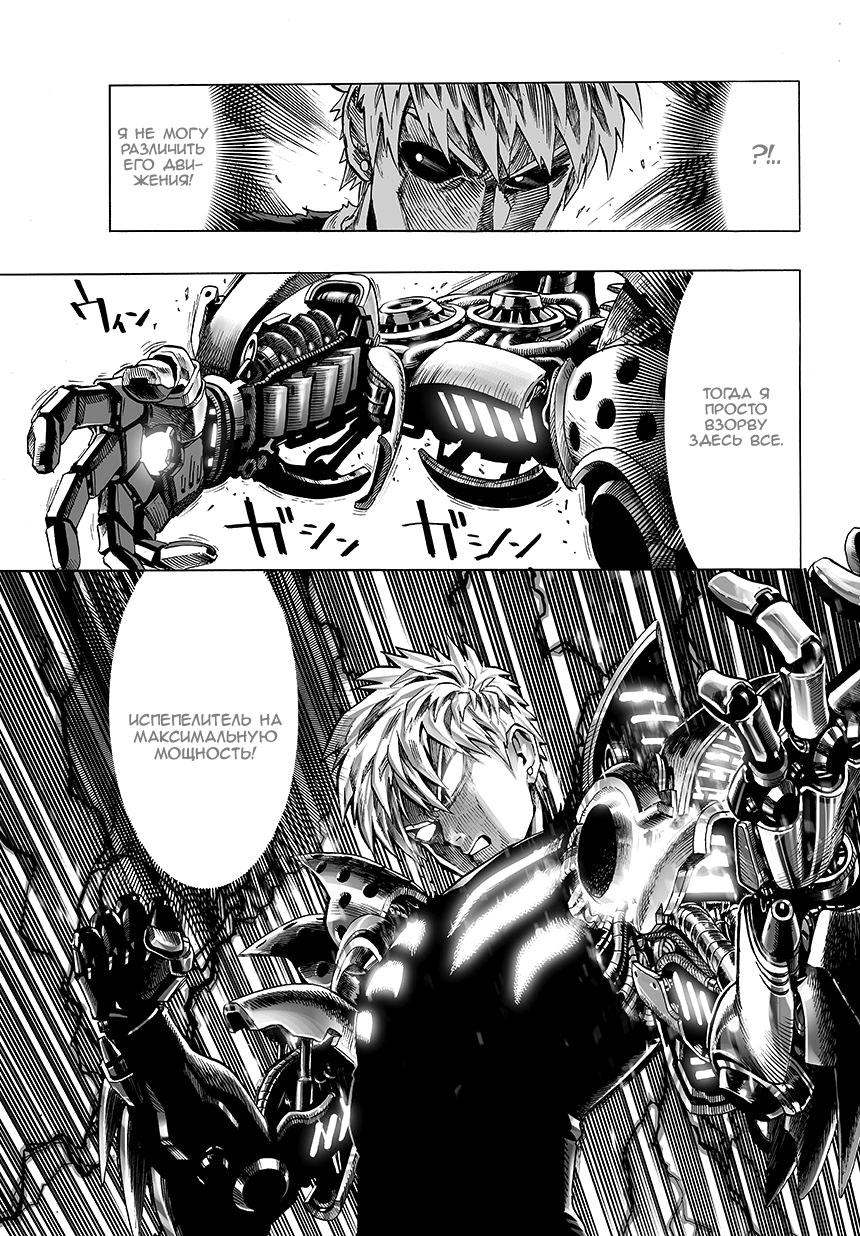 ?!..
Я НЕ МОГУ
РАЗЛИЧИТЬ
ЕГО ДВИ-
ЖЕНИЯ!
ТОГДА Я
ПРОСТО
ВЗОРВУ
ЗДЕСЬ ВСЕ.
ウィン
ガシン
ガシン
ИСПЕПЕЛИТЕЛЬ НА
МАКСИМАЛЬНУЮ
МОЩНОСТЬ!